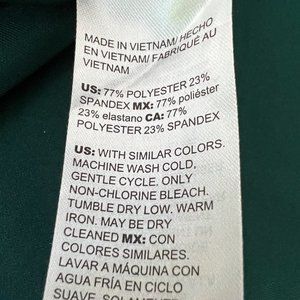 MADE IN VIETNAM/ HECHO
EN VIETNAM/ FABRIQUÉ AU
VIETNAM
US: 77% POLYESTER 23%
SPANDEX MX: 77% poliéster
23% elastano CA: 77%
POLYESTER 23% SPANDEX
US: WITH SIMILAR COLORS.
MACHINE WASH COLD.
GENTLE CYCLE. ONLY
NON-CHLORINE BLEACH.
TUMBLE DRY LOW. WARM
IRON. MAY BE DRY
CLEANED MX: CON
COLORES SIMILARES.
LAVAR A MÁQUINA CON
AGUA FRÍA EN CICLO
SUAVE. SOLAMENTE